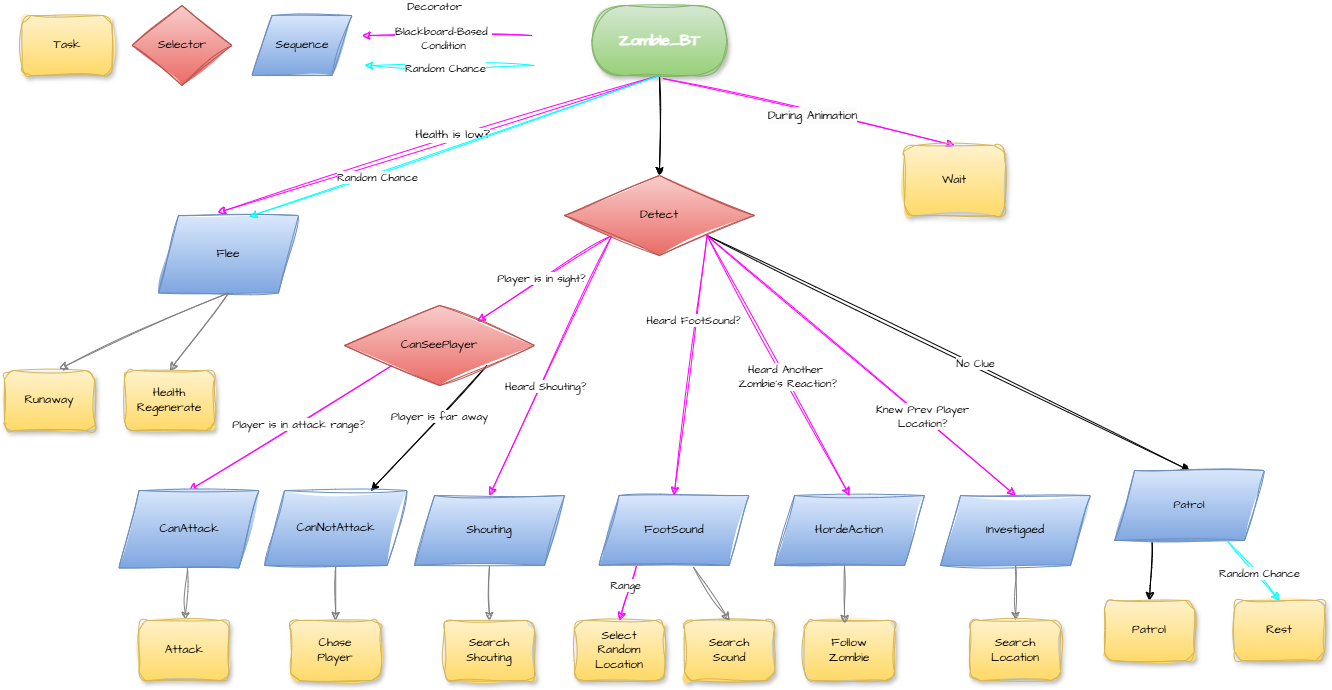 Decorator
Task
Selector
Sequence
Blackboard-Based
Condition
Random Chance
Zombie_BT
During Animation
Health is low?
Random Chance
Wait
Detect
Flee
Player is in sight?
Heard FootSound?
CanSeePlayer
No Clue
Heard Another
Zombie's Reaction?
Heard Shouting?
Runaway
Health
Regenerate
Knew Prev Player
Location?
Player is far away
Player is in attack range?
Patrol
CanAttack
CanNotAttack
Shouting
FootSound
HordeAction
Investigaed
Random Chance
Range
Patrol
Rest
Attack
Chase
Player
Search
Shouting
Select
Random
Location
Search
Sound
Follow
Zombie
Search
Location